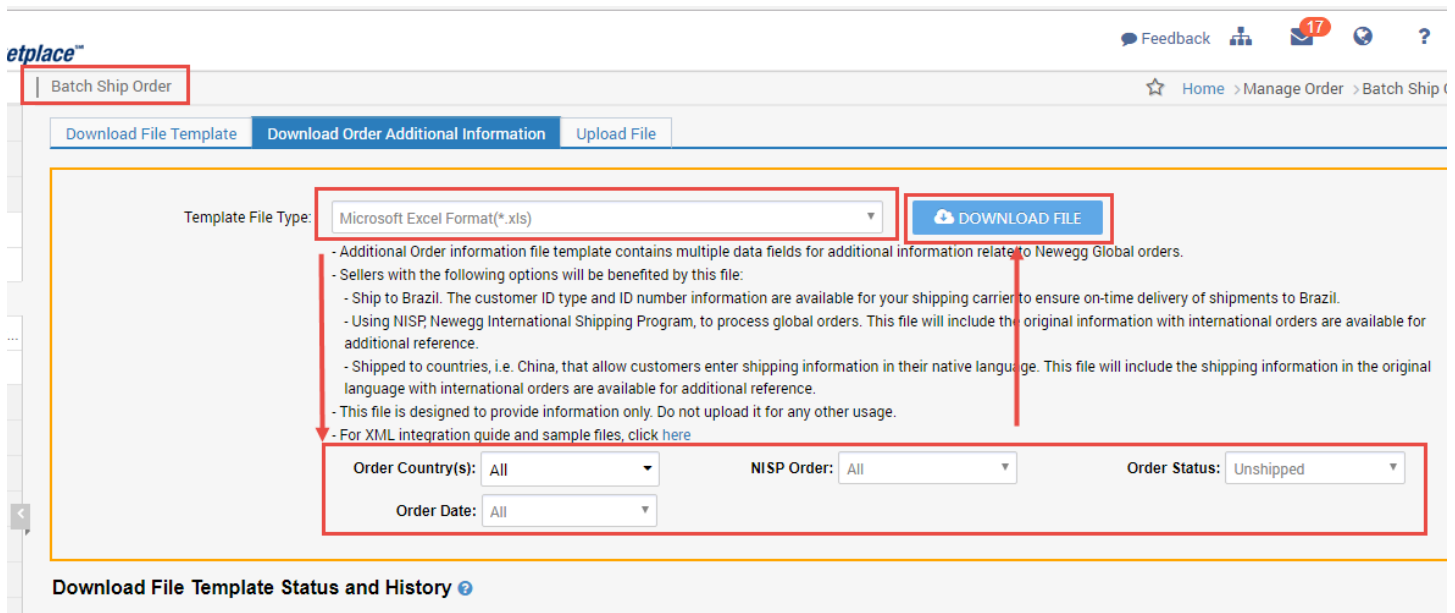 Feedback
17
?
etplace™
Batch Ship Order
Home >Manage Order >Batch Ship
Download File Template
Download Order Additional Information
Upload File
Template File Type:
Microsoft Excel Format(*.xls)
DOWNLOAD FILE
- Additional Order information file template contains multiple data fields for additional information relate to Newegg Global orders.
- Sellers with the following options will be benefited by this file:
- Ship to Brazil. The customer ID type and ID number information are available for your shipping carrier to ensure on-time delivery of shipments to Brazil.
- Using NISP, Newegg International Shipping Program, to process global orders. This file will include the original information with international orders are available for
additional reference.
- Shipped to countries, i.e. China, that allow customers enter shipping information in their native language. This file will include the shipping information in the original
language with international orders are available for additional reference.
- This file is designed to provide information only. Do not upload it for any other usage.
- For XML integration guide and sample files, click here
Order Country(s): All
NISP Order: All
Order Status: Unshipped
Order Date: All
...
Download File Template Status and History ?